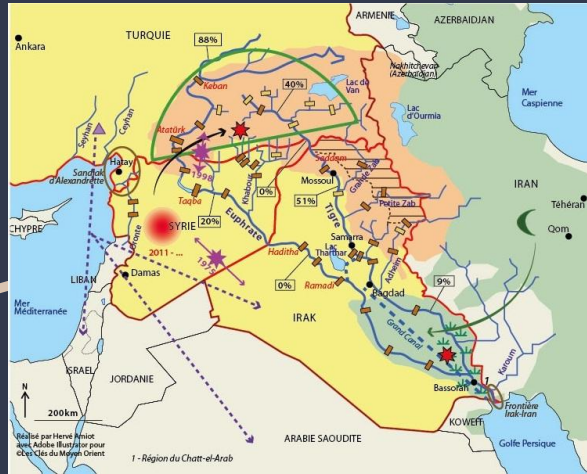 ARMENIE
AZERBAIDJAN
TURQUIE
Ankara
88%
Nakhitchevan
(Azerbaïdjan)
Keban
40%
Lac de
Van
Mer
Caspienne
Lac
d'Ourmia
Seyhan
Ceyhan
Atatürk
1998
Saddam
Grand Zab
Hatay
Sandjak
d'Alexandrette
Khabour
0%
Mossoul
IRAN
Taqba
51%
Petite Zab
Téhéran
20%
Tigre
Qom
CHYPRE
Oronte
SYRIE
Euphrate
Samarra
2011 - ...
1975
Haditha
Lac
Tharthar
Adheim
LIBAN
Damas
0%
Ramadi
Bagdad
9%
Mer
Méditerranée
IRAK
Grand Canal
Karoum
ISRAEL
Bassorah
1
JORDANIE
Frontière
Irak-Iran
N
200km
KOWEIT
ARABIE SAOUDITE
Golfe Persique
Réalisé par Hervé Amiot
avec Adobe Illustrator pour
©Les Clés du Moyen Orient
1 - Région du Chatt-el-Arab